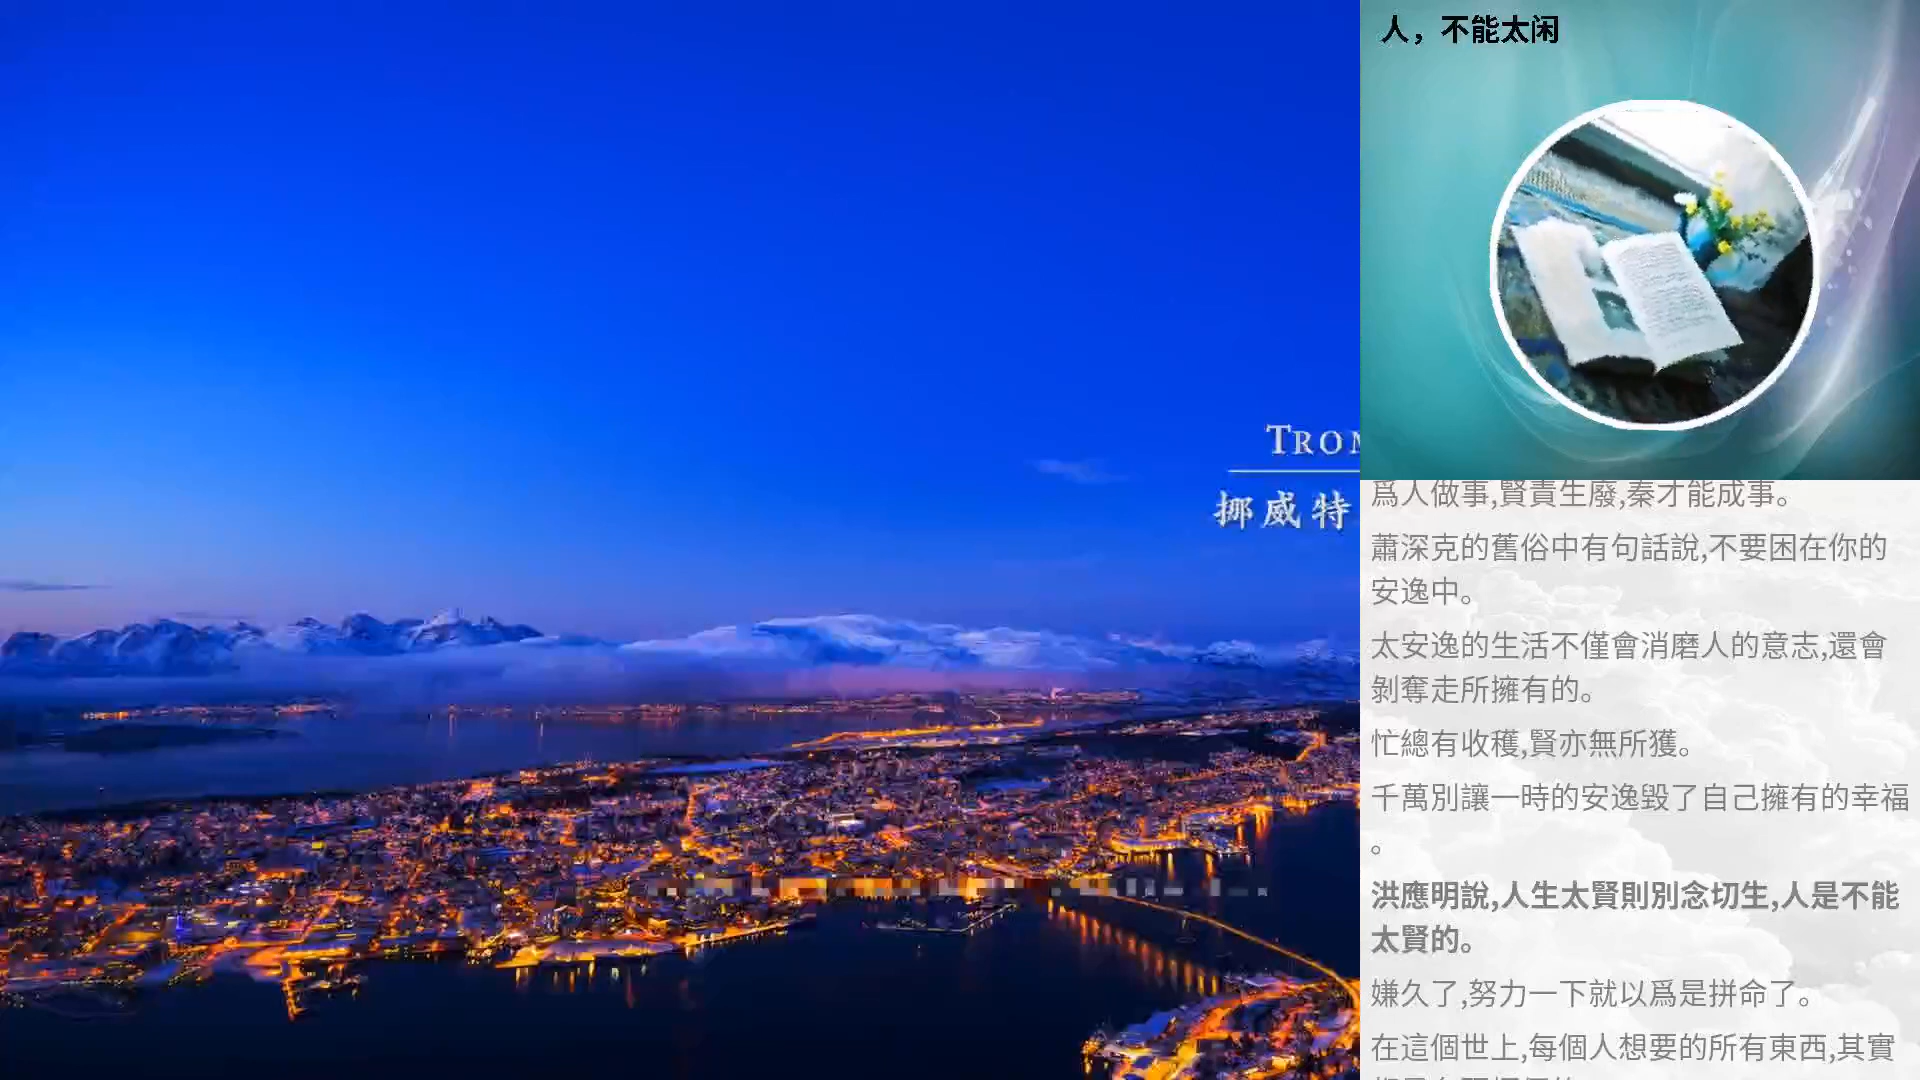 人，不能太闲
TROM
挪威特
爲人做事,賢責生廢,秦才能成事。
蕭深克的舊俗中有句話說,不要困在你的
安逸中。
太安逸的生活不僅會消磨人的意志,還會
剝奪走所擁有的。
忙總有收穫,賢亦無所獲。
千萬別讓一時的安逸毀了自己擁有的幸福
。
洪應明說,人生太賢則別念切生,人是不能
太賢的。
嫌久了,努力一下就以爲是拼命了。
在這個世上,每個人想要的所有東西,其實